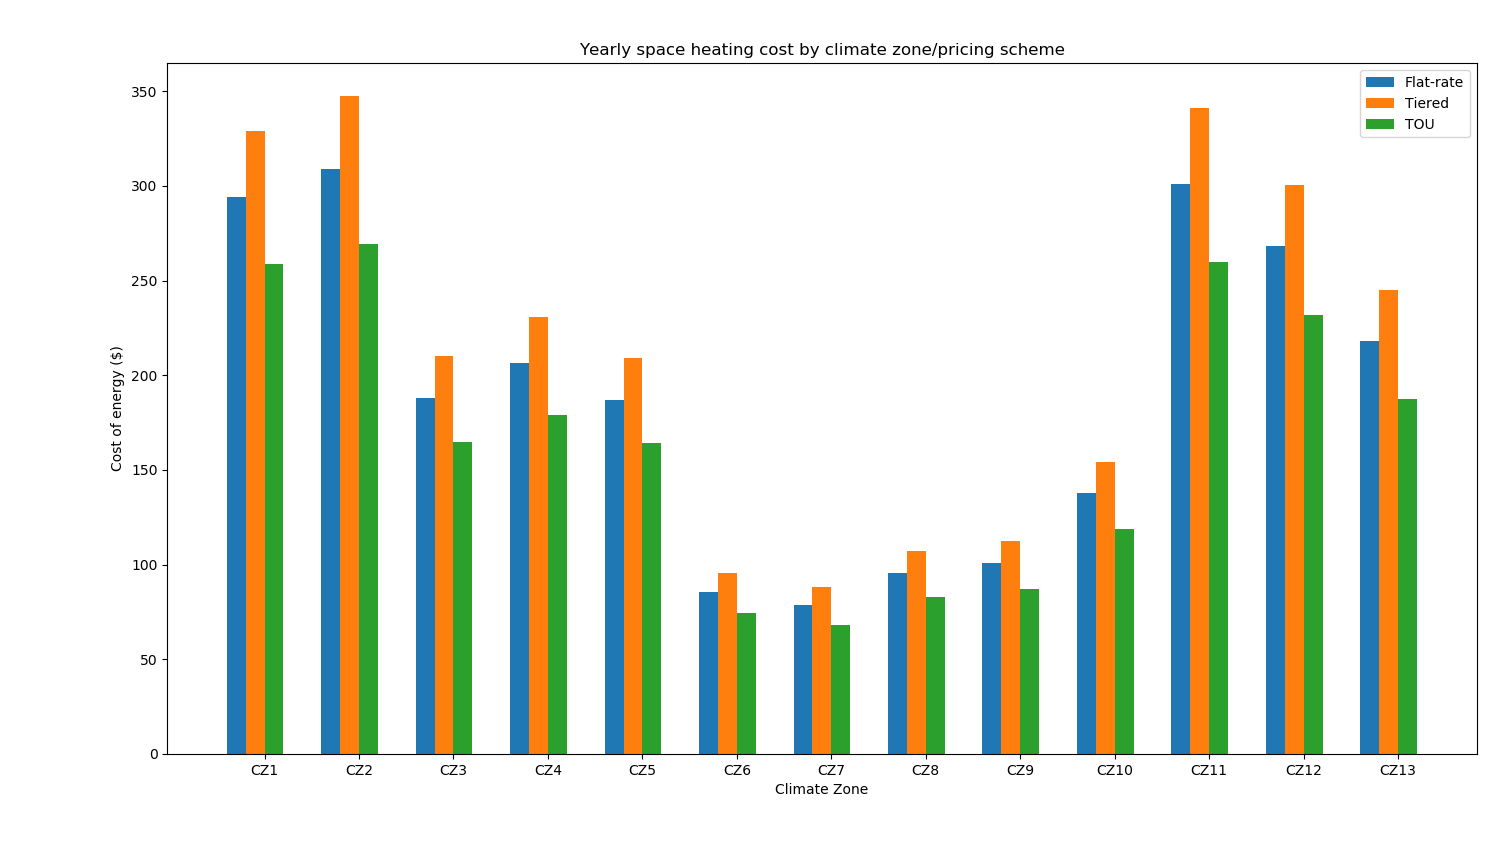 Yearly space heating cost by climate zone/pricing scheme
Flat-rate
Tiered
TOU
Cost of energy ($)
350
300
250
200
150
100
50
0
CZ1 CZ2 CZ3 CZ4 CZ5 CZ6 CZ7 CZ8 CZ9 CZ10 CZ11 CZ12 CZ13
Climate Zone